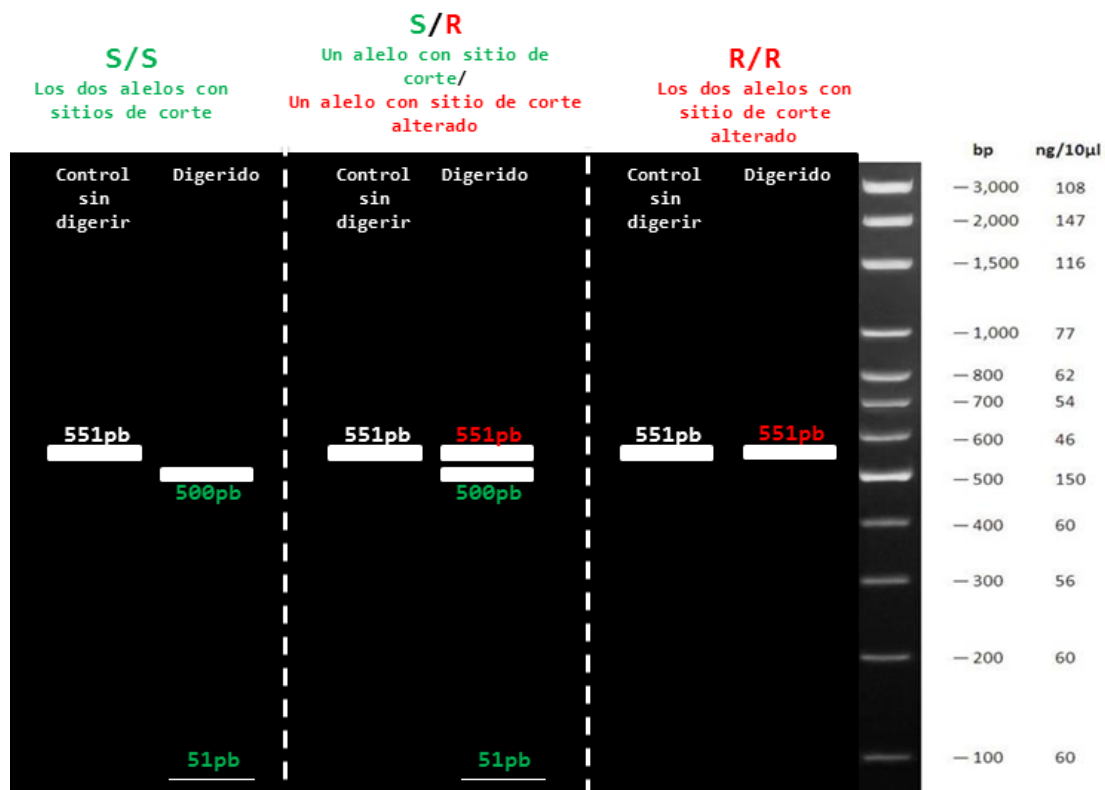 S/S
Los dos alelos con
sitios de corte
S/R
Un alelo con sitio de
corte/
Un alelo con sitio de corte
alterado
R/R
Los dos alelos con
sitio de corte
alterado
Control
sin
digerir
Digerido
Control
sin
digerir
Digerido
Control
sin
digerir
Digerido
551pb
500pb
51pb
551pb
551pb
500pb
51pb
551pb
551pb
bp ng/10µl
3,000 108
2,000 147
1,500 116
1,000 77
800 62
700 54
600 46
500 150
400 60
300 56
200 60
100 60